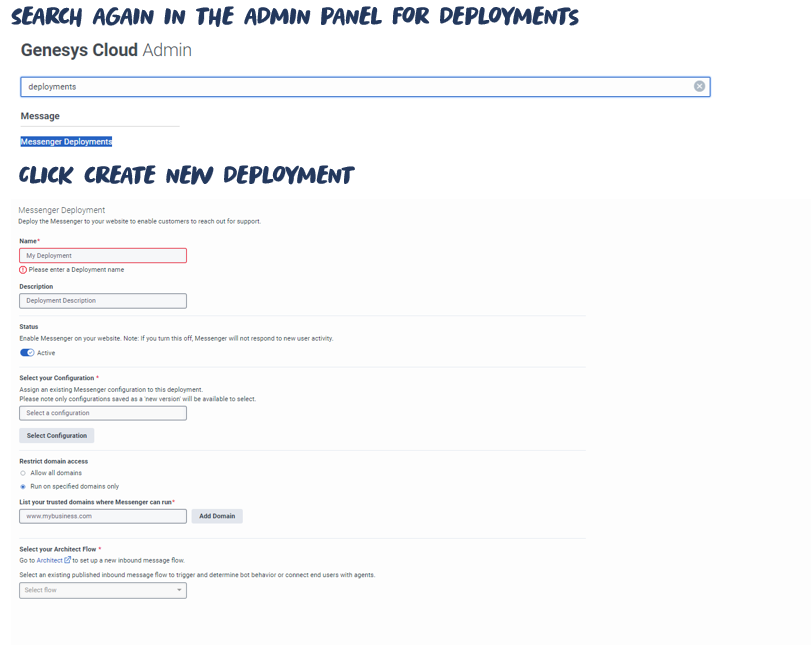 SEARCH AGAIN IN THE ADMIN PANEL FOR DEPLOYMENTS
Genesys Cloud Admin
deployments
Message
Messenger Deployments
CLICK CREATE NEW DEPLOYMENT
Messenger Deployment
Deploy the Messenger to your website to enable customers to reach out for support.
Name*
My Deployment
Please enter a Deployment name
Description
Deployment Description
Status
Enable Messenger on your website. Note: If you turn this off, Messenger will not respond to new user activity.
Active
Select your Configuration *
Assign an existing Messenger configuration to this deployment.
Please note only configurations saved as a 'new version' will be available to select.
Select a configuration
Select Configuration
Restrict domain access
Allow all domains
Run on specified domains only
List your trusted domains where Messenger can run*
www.mybusiness.com Add Domain
Select your Architect Flow *
Go to Architect to set up a new inbound message flow.
Select an existing published inbound message flow to trigger and determine bot behavior or connect end users with agents.
Select flow